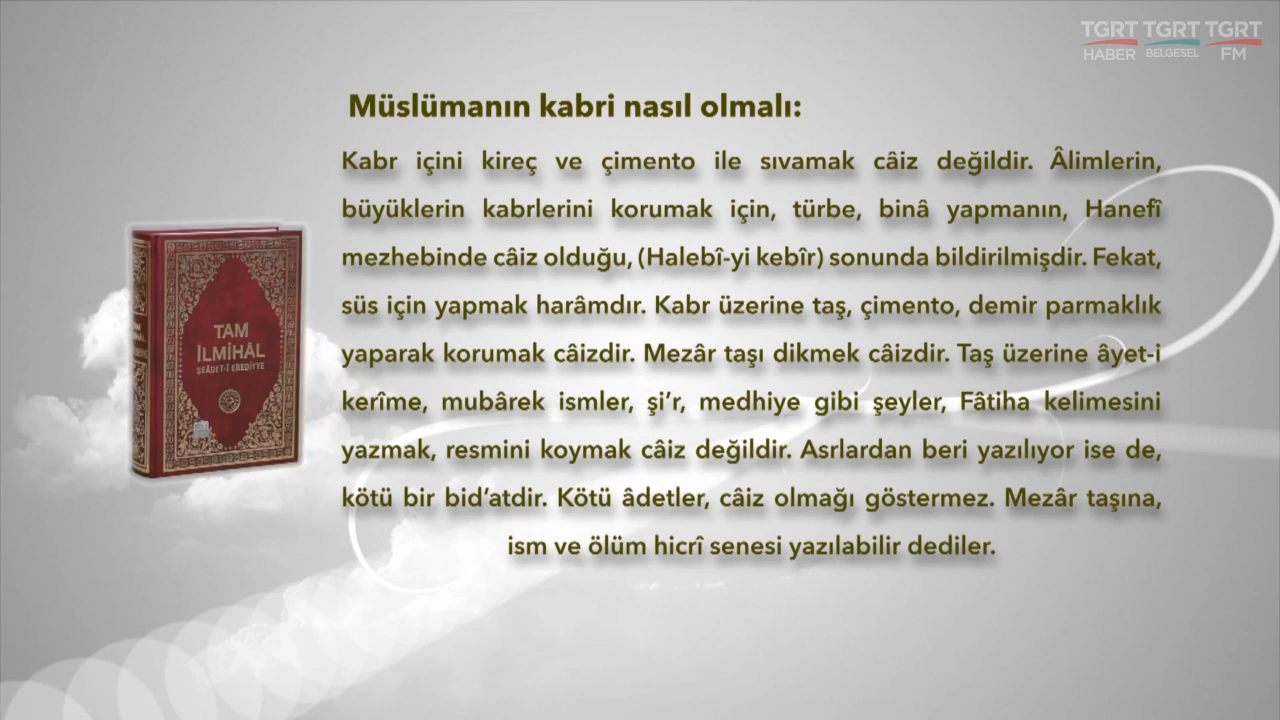 TGRT TGRT TGRT
HABER BELGESEL FM
Müslümanın kabri nasıl olmalı:
Kabr içini kireç ve çimento ile sıvamak câiz değildir. Âlimlerin,
büyüklerin kabrlerini korumak için, türbe, binâ yapmanın, Hanefî
mezhebinde câiz olduğu, (Halebî-yi kebîr) sonunda bildirilmişdir. Fekat,
süs için yapmak harâmdır. Kabr üzerine taş, çimento, demir parmaklık
yaparak korumak câizdir. Mezâr taşı dikmek câizdir. Taş üzerine âyet-i
kerîme, mubârek ismler, şi’r, medhiye gibi şeyler, Fâtiha kelimesini
yazmak, resmini koymak câiz değildir. Asrlardan beri yazılıyor ise de,
kötü bir bid’atdir. Kötü âdetler, câiz olmağı göstermez. Mezâr taşına,
ism ve ölüm hicrî senesi yazılabilir dediler.
TAM
İLMİHÂL
SEÂDET-İ EBEDİYYE